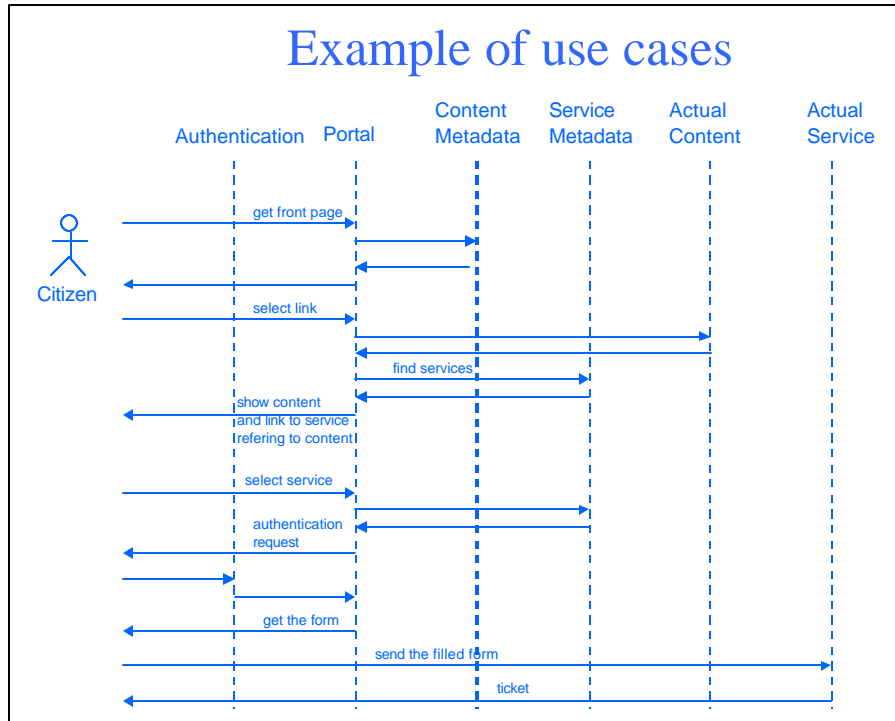 Example of use cases
Authentication
Portal
Content
Metadata
Service
Metadata
Actual
Content
Actual
Service
Citizen
get front page
select link
find services
show content
and link to service
refering to content
select service
authentication
request
get the form
send the filled form
ticket